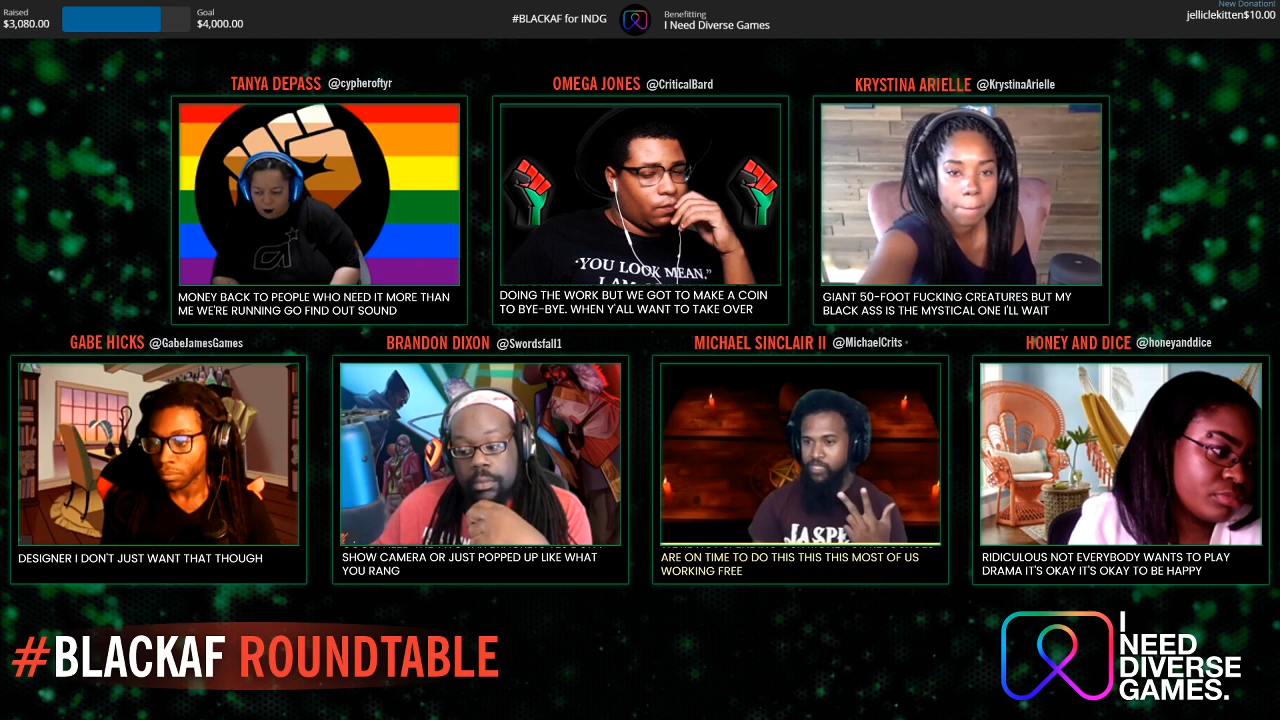 Raised
$3,080.00
Goal
$4,000.00
#BLACKAF for INDG
Benefitting
I Need Diverse Games
New Donation!
jelliclekitten$10.00
TANYA DEPASS @cypheroftyr
OMEGA JONES @CriticalBard
KRYSTINA ARIELLE @KrystinaArielle
"YOU LOOK MEAN."
MONEY BACK TO PEOPLE WHO NEED IT MORE THAN
ME WE'RE RUNNING GO FIND OUT SOUND
DOING THE WORK BUT WE GOT TO MAKE A COIN
TO BYE-BYE. WHEN Y'ALL WANT TO TAKE OVER
GIANT 50-FOOT FUCKING CREATURES BUT MY
BLACK ASS IS THE MYSTICAL ONE I'LL WAIT
GABE HICKS @GabeJamesGames
BRANDON DIXON @Swordsfall1
MICHAEL SINCLAIR II @MichaelCrits
HONEY AND DICE @honeyanddice
DESIGNER I DON'T JUST WANT THAT THOUGH
SHOW CAMERA OR JUST POPPED UP LIKE WHAT
YOU RANG
ARE ON TIME TO DO THIS THIS THIS MOST OF US
WORKING FREE
RIDICULOUS NOT EVERYBODY WANTS TO PLAY
DRAMA IT'S OKAY IT'S OKAY TO BE HAPPY
#BLACKAF ROUNDTABLE
I
NEED
DIVERSE
GAMES.